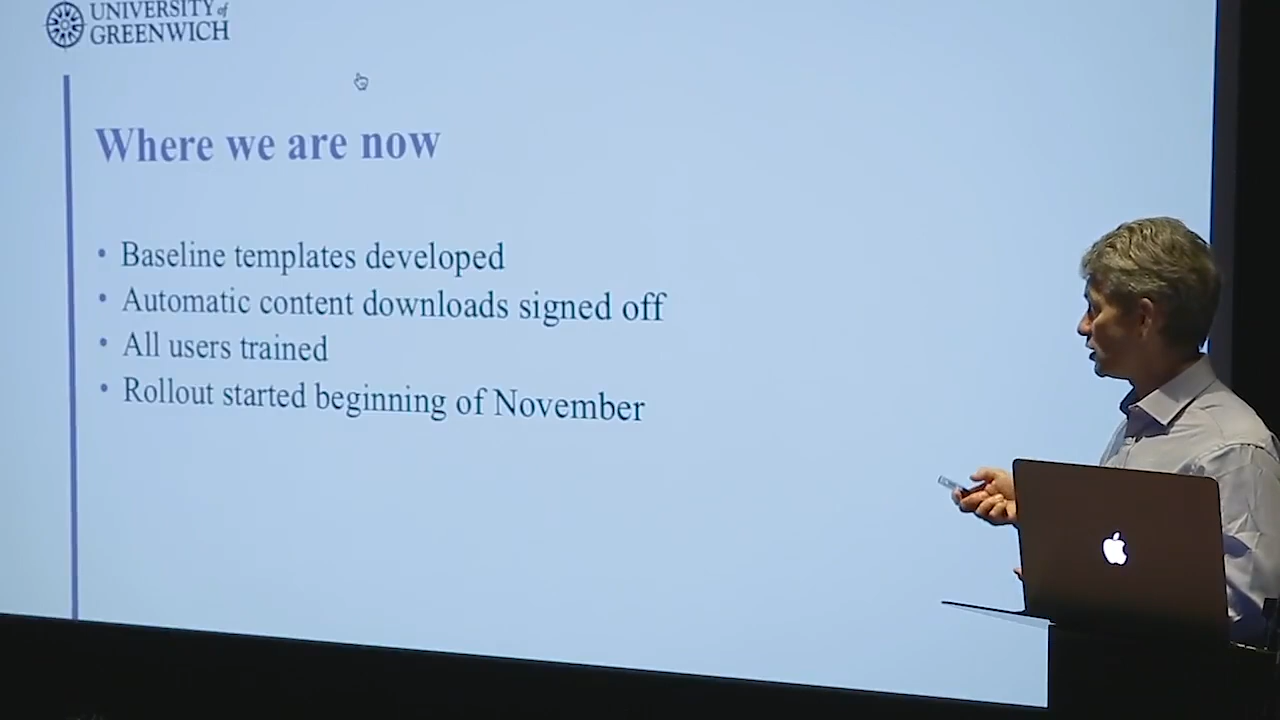 UNIVERSITY of
GREENWICH
Where we are now
• Baseline templates developed
• Automatic content downloads signed off
• All users trained
• Rollout started beginning of November